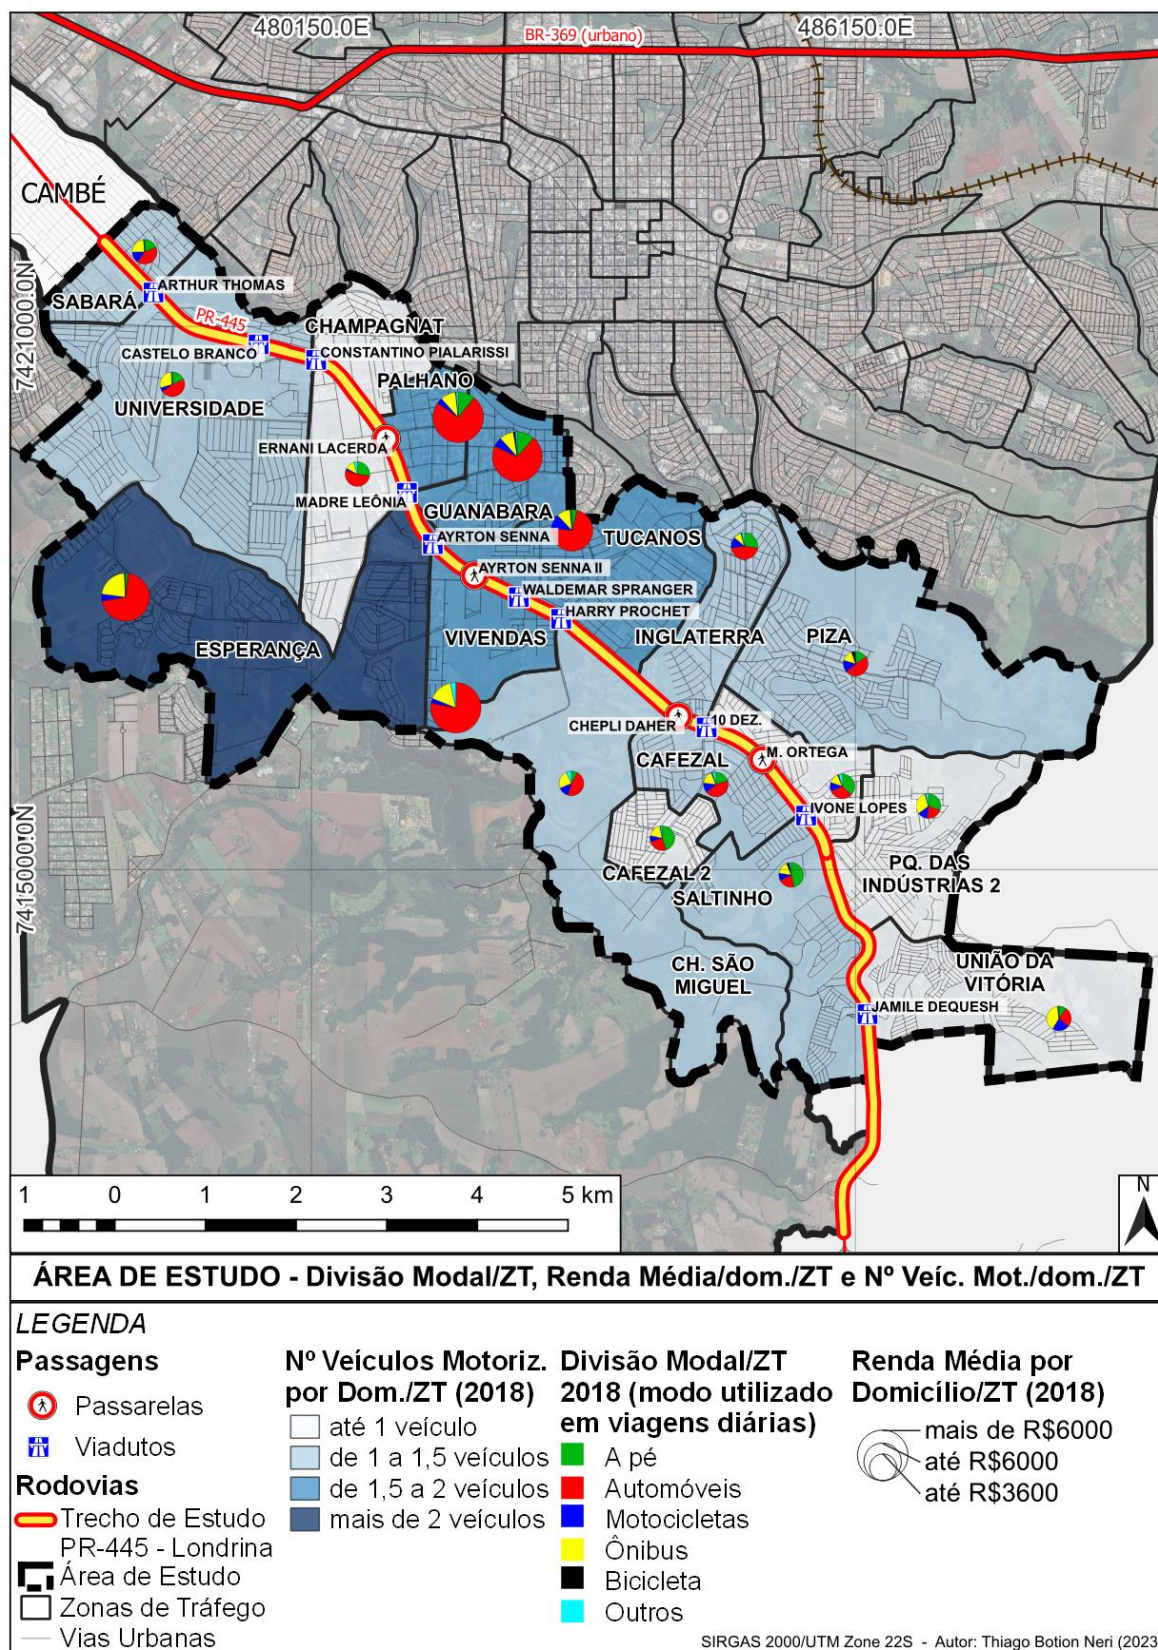 480150.0E
486150.0E
BR-369 (urbano)
CAMBÉ
7421000.0N
SABARÁ
ARTHUR THOMAS
PR-445
CHAMPAGNAT
CASTELO BRANCO
CONSTANTINO PIALARISSI
PALHANO
UNIVERSIDADE
ERNANI LACERDA
MADRE LEÔNIA
GUANABARA
AYRTON SENNA
TUCANOS
AYRTON SENNA II
WALDEMAR SPRANGER
HARRY PROCHET
ESPERANÇA
VIVENDAS
INGLATERRA
PIZA
CHEPLI DAHER
10 DEZ.
M. ORTEGA
CAFEZAL
IVONE LOPES
7415000.0N
CAFEZAL 2
PQ. DAS
INDÚSTRIAS 2
SALTINHO
CH. SÃO
MIGUEL
UNIÃO DA
VITÓRIA
JAMILE DEQUESH
1 0 1 2 3 4 5 km
N
ÁREA DE ESTUDO - Divisão Modal/ZT, Renda Média/dom./ZT e Nº Veíc. Mot./dom./ZT
LEGENDA
Passagens
Passarelas
Viadutos
Rodovias
Trecho de Estudo
PR-445 - Londrina
Área de Estudo
Zonas de Tráfego
Vias Urbanas
Nº Veículos Motoriz.
por Dom./ZT (2018)
até 1 veículo
de 1 a 1,5 veículos
de 1,5 a 2 veículos
mais de 2 veículos
Divisão Modal/ZT
2018 (modo utilizado
em viagens diárias)
A pé
Automóveis
Motocicletas
Ônibus
Bicicleta
Outros
Renda Média por
Domicílio/ZT (2018)
mais de R$6000
até R$6000
até R$3600
SIRGAS 2000/UTM Zone 22S - Autor: Thiago Botion Neri (2023